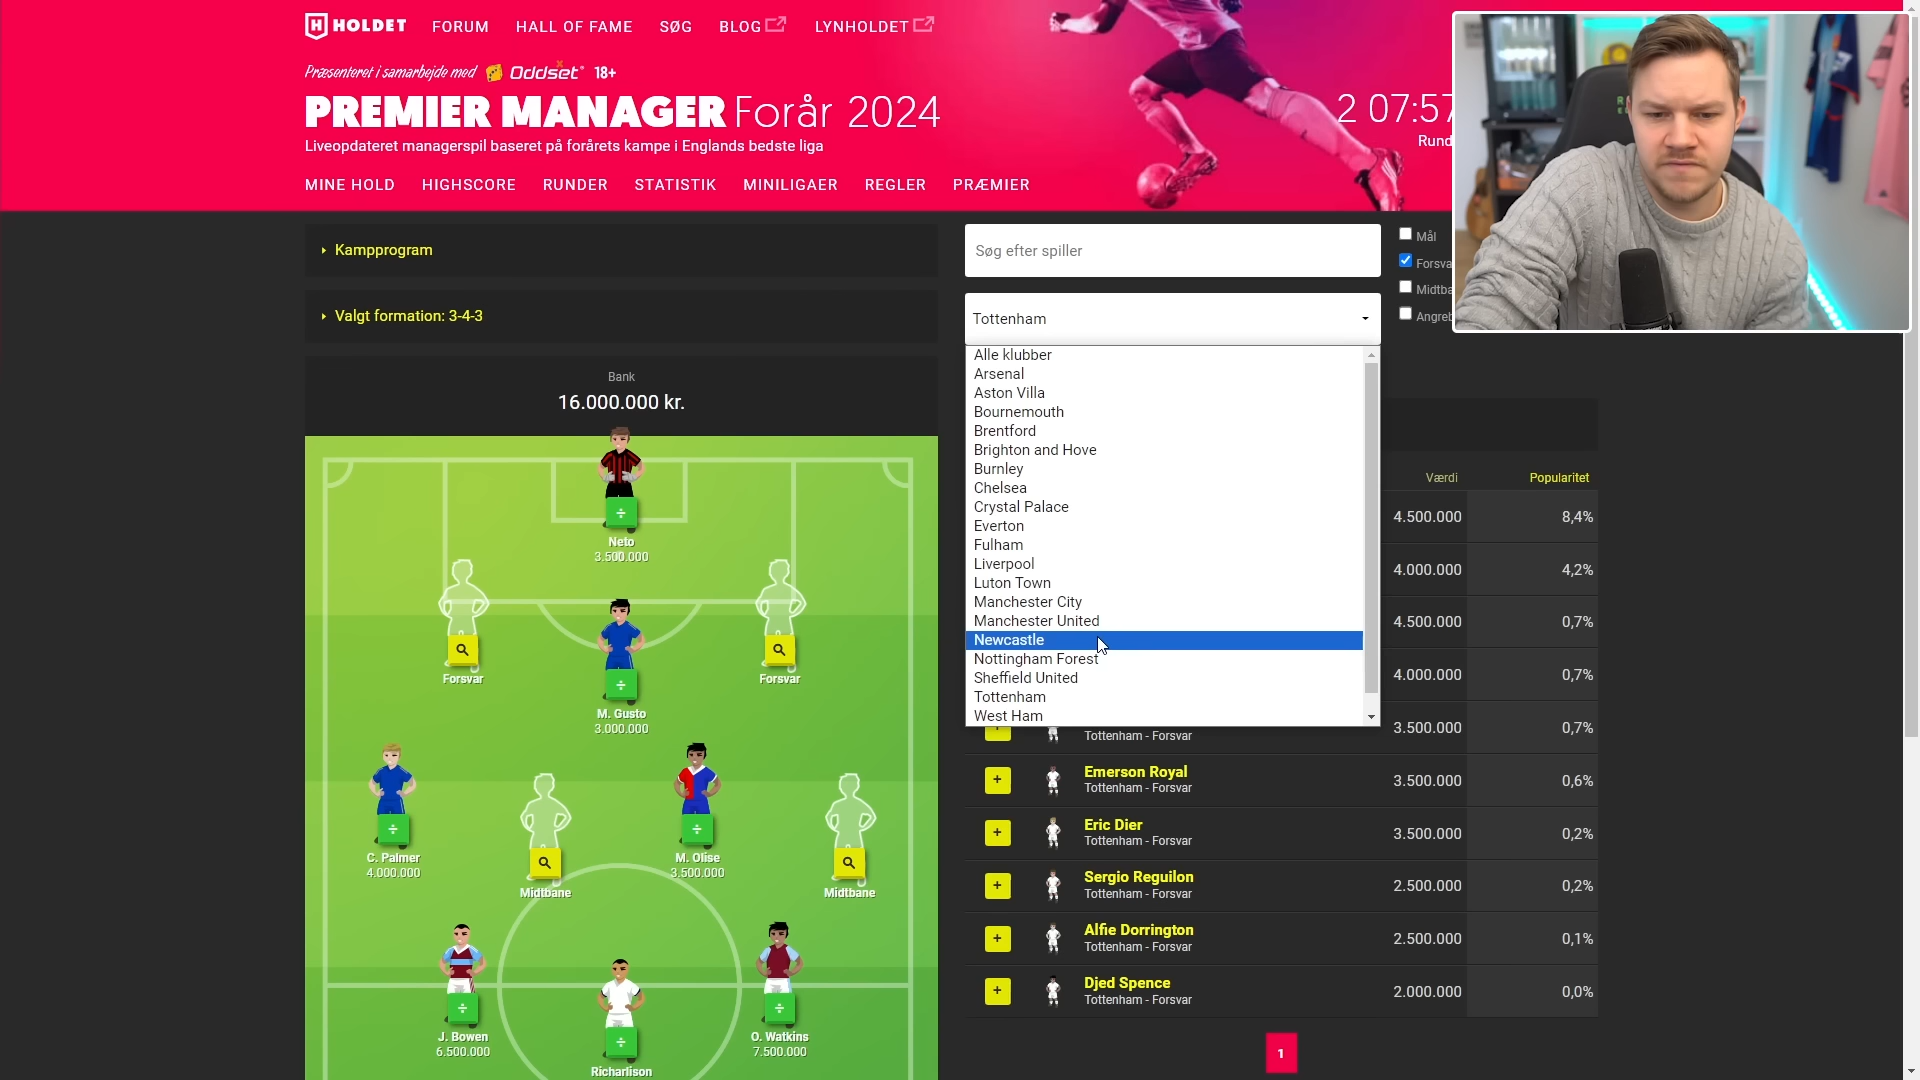 HOLDET
FORUM
HALL OF FAME
SØG
BLOG
LYNHOLDET
Præsenteret i samarbejde med
Oddset
18+
PREMIER MANAGER Forår 2024
Liveopdateret managerspil baseret på forårets kampe i Englands bedste liga
2 07:57
Rund
MINE HOLD
HIGHSCORE
RUNDER
STATISTIK
MINILIGAER
REGLER
PRÆMIER
Kampprogram
Valgt formation: 3-4-3
Bank
16.000.000 kr.
Neto
3.500.000
Forsvar
Forsvar
M. Gusto
3.000.000
C. Palmer
4.000.000
Midtbane
M. Olise
3.500.000
Midtbane
J. Bowen
6.500.000
O. Watkins
7.500.000
Richarlison
Søg efter spiller
Mål
Forsva
Midtba
Angreb
Tottenham
Alle klubber
Arsenal
Aston Villa
Bournemouth
Brentford
Brighton and Hove
Burnley
Chelsea
Crystal Palace
Everton
Fulham
Liverpool
Luton Town
Manchester City
Manchester United
Newcastle
Nottingham Forest
Sheffield United
Tottenham
West Ham
Værdi
Popularitet
4.500.000
8,4%
4.000.000
4,2%
4.500.000
0,7%
4.000.000
0,7%
3.500.000
0,7%
Tottenham - Forsvar
Emerson Royal
Tottenham - Forsvar
3.500.000
0,6%
Eric Dier
Tottenham - Forsvar
3.500.000
0,2%
Sergio Reguilon
Tottenham - Forsvar
2.500.000
0,2%
Alfie Dorrington
Tottenham - Forsvar
2.500.000
0,1%
Djed Spence
Tottenham - Forsvar
2.000.000
0,0%
1